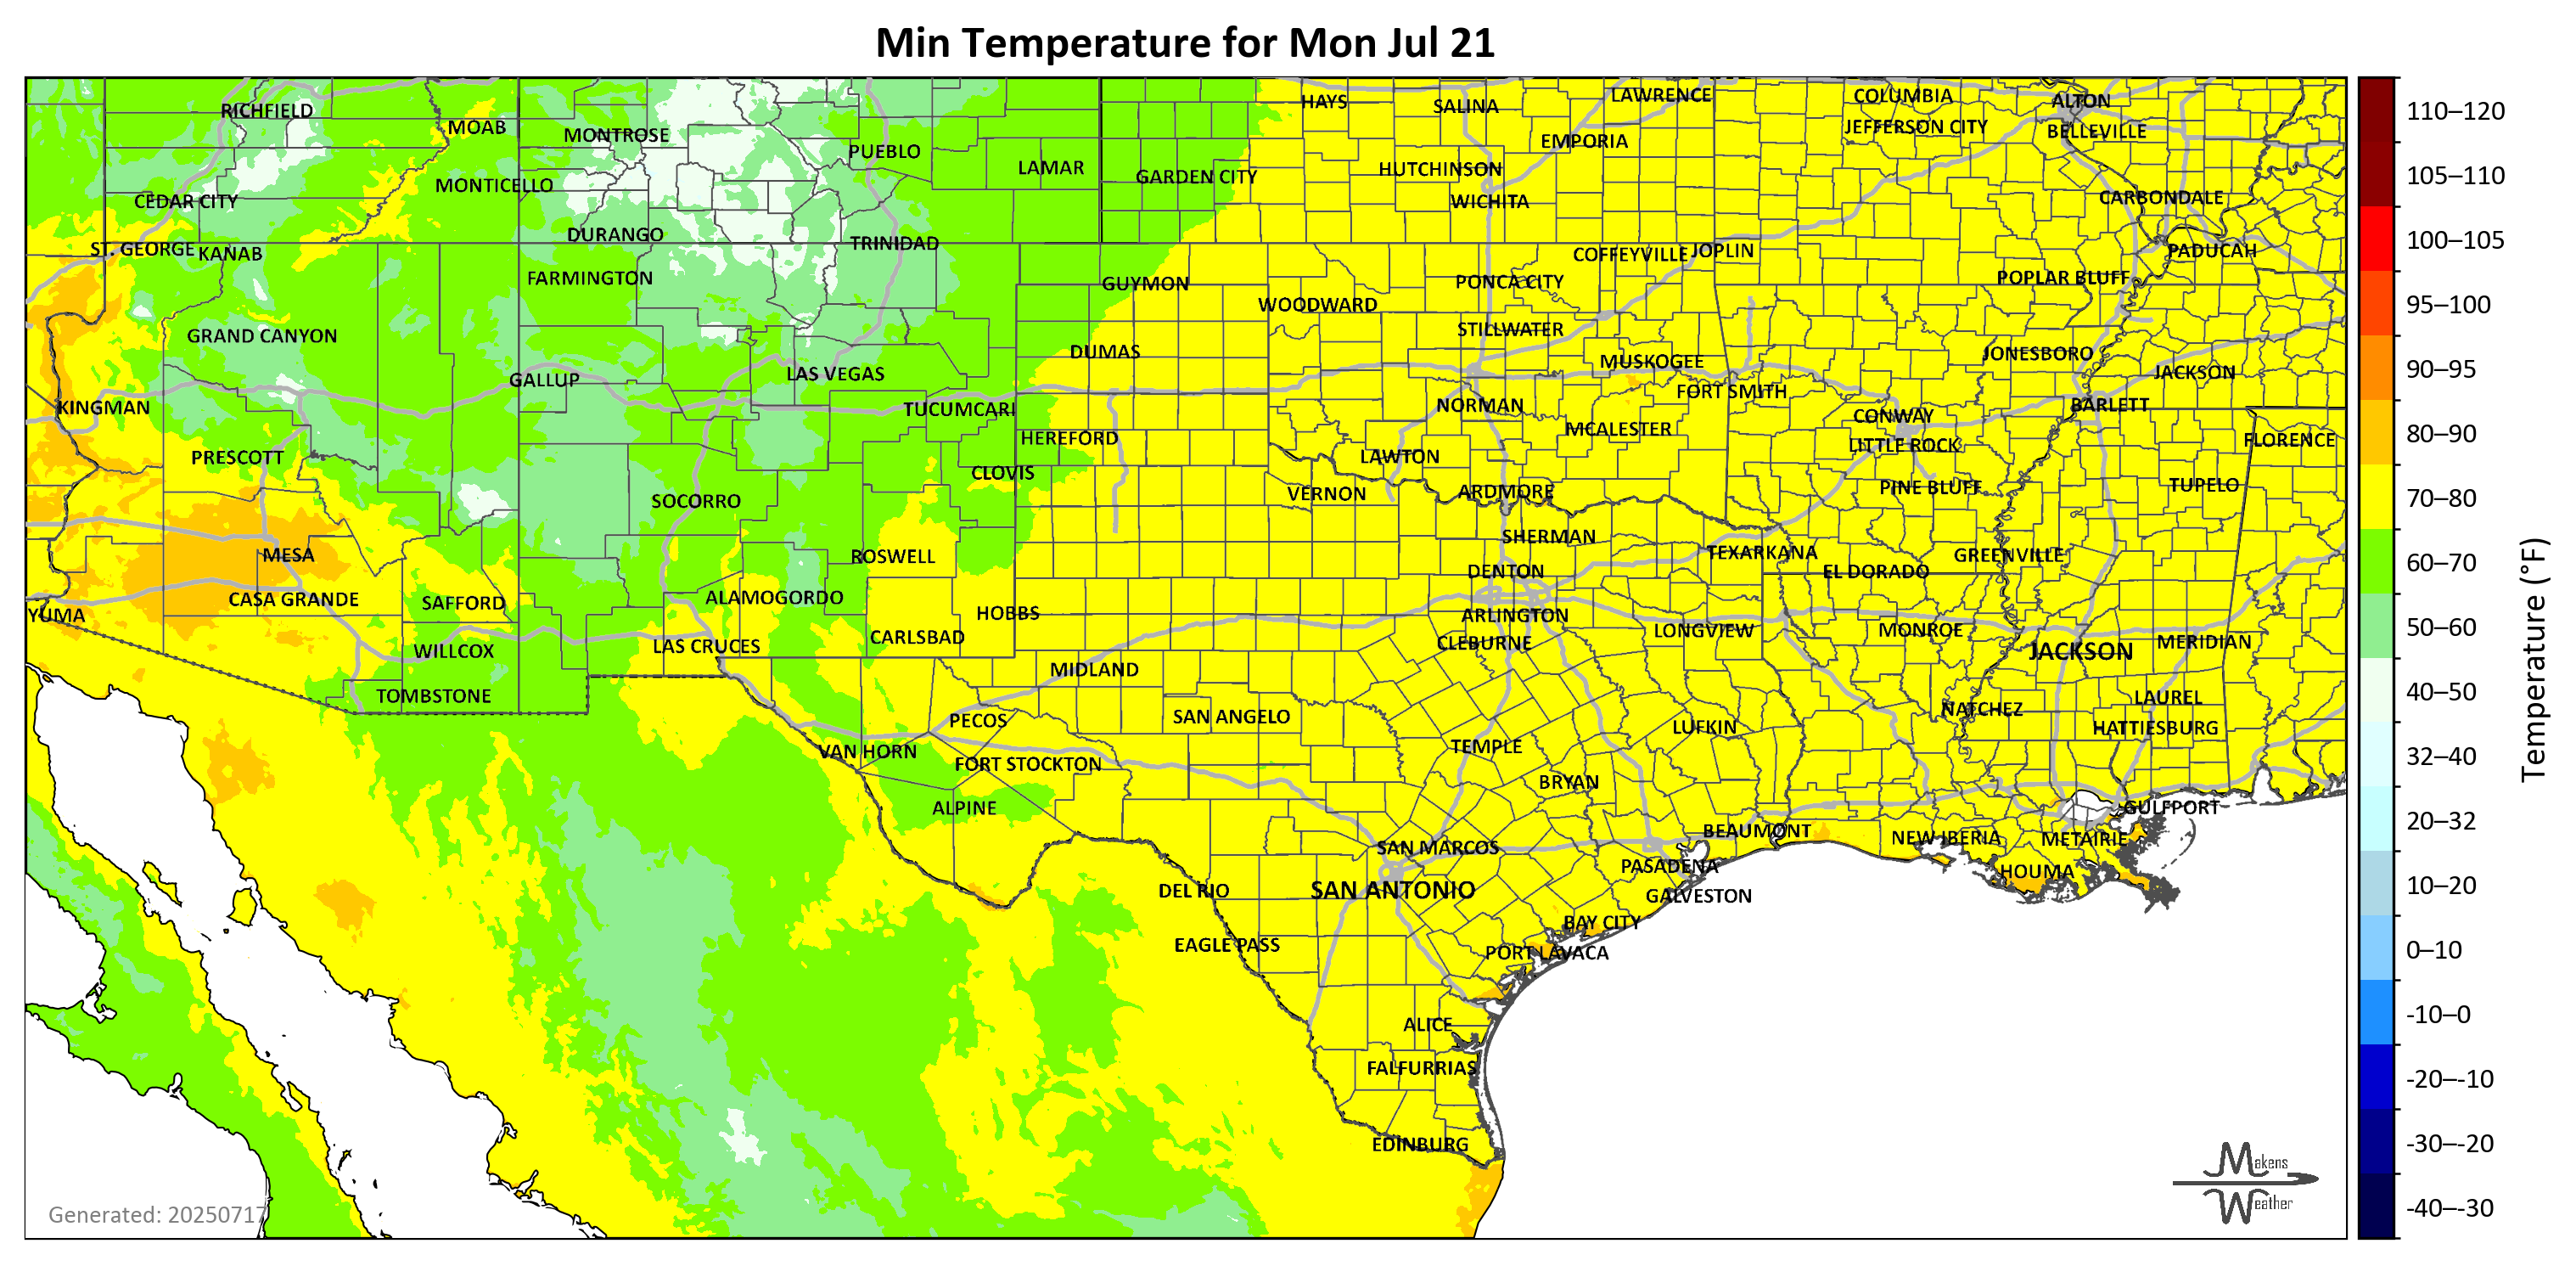 Min Temperature for Mon Jul 21
HAYS
SALINA
LAWRENCE
COLUMBIA
ALTON
RICHFIELD
MOAB
MONTROSE
EMPORIA
JEFFERSON CITY
BELLEVILLE
PUEBLO
LAMAR
GARDEN CITY
HUTCHINSON
MONTICELLO
CEDAR CITY
WICHITA
CARBONDALE
DURANGO
TRINIDAD
ST. GEORGE
KANAB
COFFEYVILLE
JOPLIN
PADUCAH
FARMINGTON
GUYMON
PONCA CITY
POPLAR BLUFF
WOODWARD
GRAND CANYON
STILLWATER
DUMAS
MUSKOGEE
JONESBORO
GALLUP
LAS VEGAS
JACKSON
FORT SMITH
KINGMAN
TUCUMCARI
NORMAN
CONWAY
BARLETT
HEREFORD
MCALESTER
LITTLE ROCK
FLORENCE
PRESCOTT
CLOVIS
LAWTON
SOCORRO
VERNON
ARDMORE
PINE BLUFF
TUPELO
MESA
ROSWELL
SHERMAN
TEXARKANA
GREENVILLE
DENTON
EL DORADO
CASA GRANDE
SAFFORD
ALAMOGORDO
YUMA
HOBBS
ARLINGTON
WILLCOX
LAS CRUCES
CARLSBAD
CLEBURNE
LONGVIEW
MONROE
JACKSON
MERIDIAN
MIDLAND
TOMBSTONE
LAUREL
PECOS
SAN ANGELO
NATCHEZ
LUFKIN
HATTIESBURG
VAN HORN
FORT STOCKTON
TEMPLE
BRYAN
ALPINE
GULFPORT
BEAUMONT
NEW IBERIA
METAIRIE
SAN MARCOS
PASADENA
HOUMA
DEL RIO
SAN ANTONIO
GALVESTON
BAY CITY
EAGLE PASS
PORT LAVACA
ALICE
FALFURRIAS
EDINBURG
Generated: 20250717
Makens
Weather
110–120
105–110
100–105
95–100
90–95
80–90
70–80
60–70
50–60
40–50
32–40
20–32
10–20
0–10
-10–0
-20–-10
-30–-20
-40–-30
Temperature (°F)